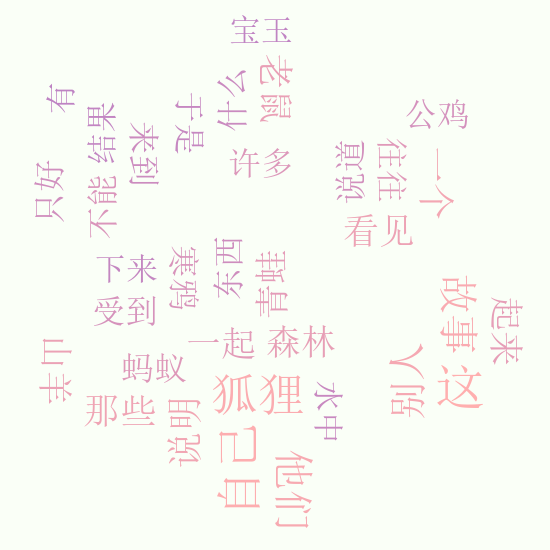 宝玉
老鼠
什么
有
于是
结果
来到
公鸡
许多
说道
往往
一个
只好
不能
看见
下来
寒鸦
东西
青蛙
受到
故事
起来
一起
森林
去了
蚂蚁
别人
这
那些
说明
狐狸
水中
自己
他们